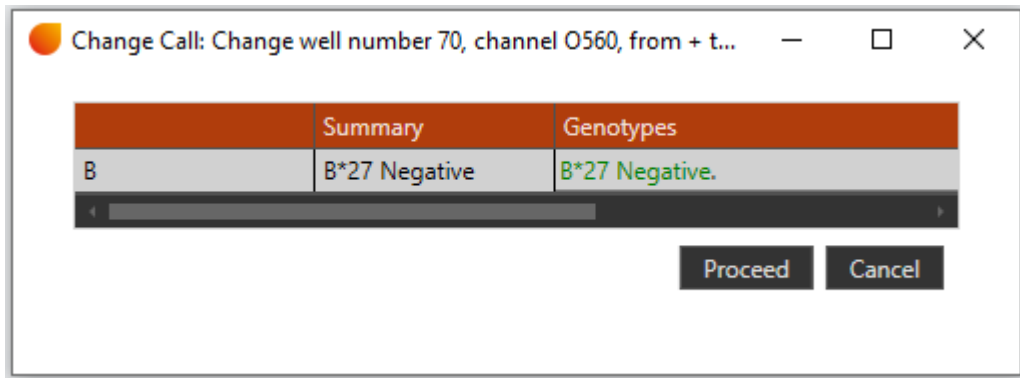 Change Call: Change well number 70, channel O560, from + t...
Summary Genotypes
B B*27 Negative B*27 Negative.
Proceed Cancel